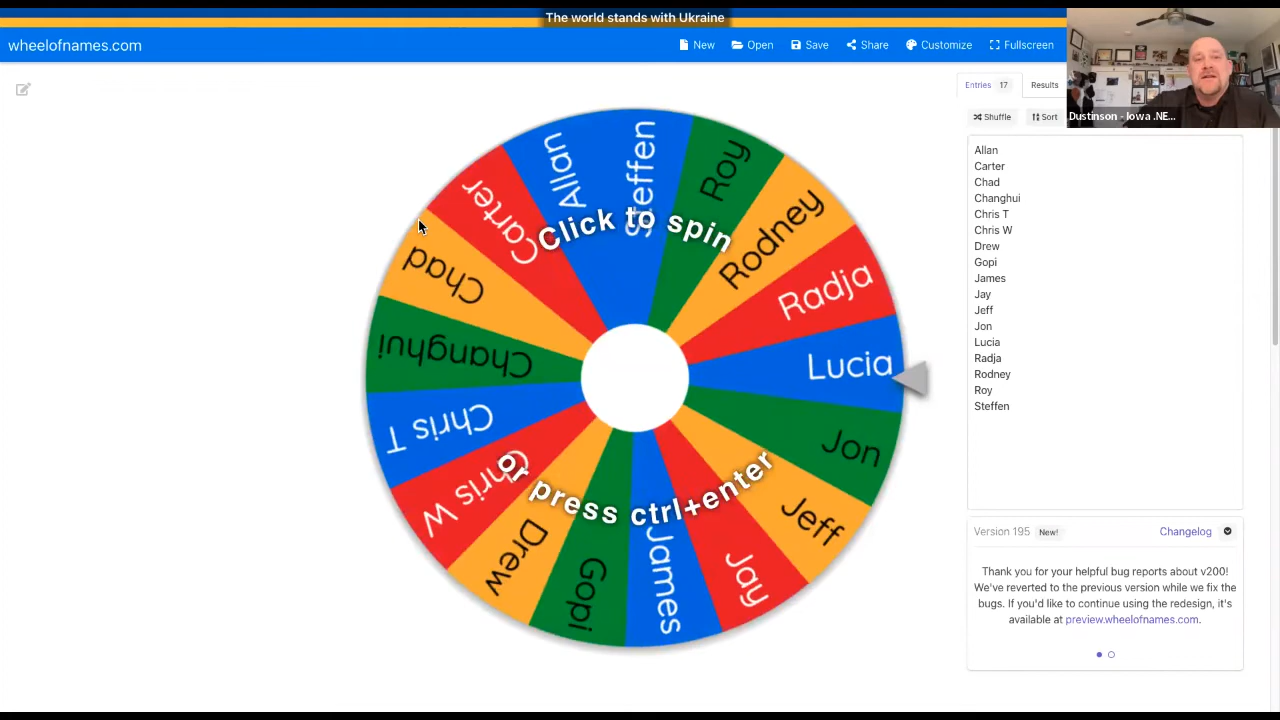 The world stands with Ukraine
wheelofnames.com
New
Open
Save
Share
Customize
Fullscreen
Dustinson - Iowa .NE...
Entries 17
Results
Shuffle
Sort
Allan
Carter
Chad
Changhui
Chris T
Chris W
Drew
Gopi
James
Jay
Jeff
Jon
Lucia
Radja
Rodney
Roy
Steffen
Click to spin
or press ctrl+enter
Allan
Steffen
Roy
Rodney
Radja
Lucia
Jon
Jeff
Jay
James
Gopi
Drew
Chris W
Chris T
Changhui
Chad
Carter
Version 195 New!
Changelog
Thank you for your helpful bug reports about v200!
We've reverted to the previous version while we fix the
bugs. If you'd like to continue using the redesign, it's
available at preview.wheelofnames.com.